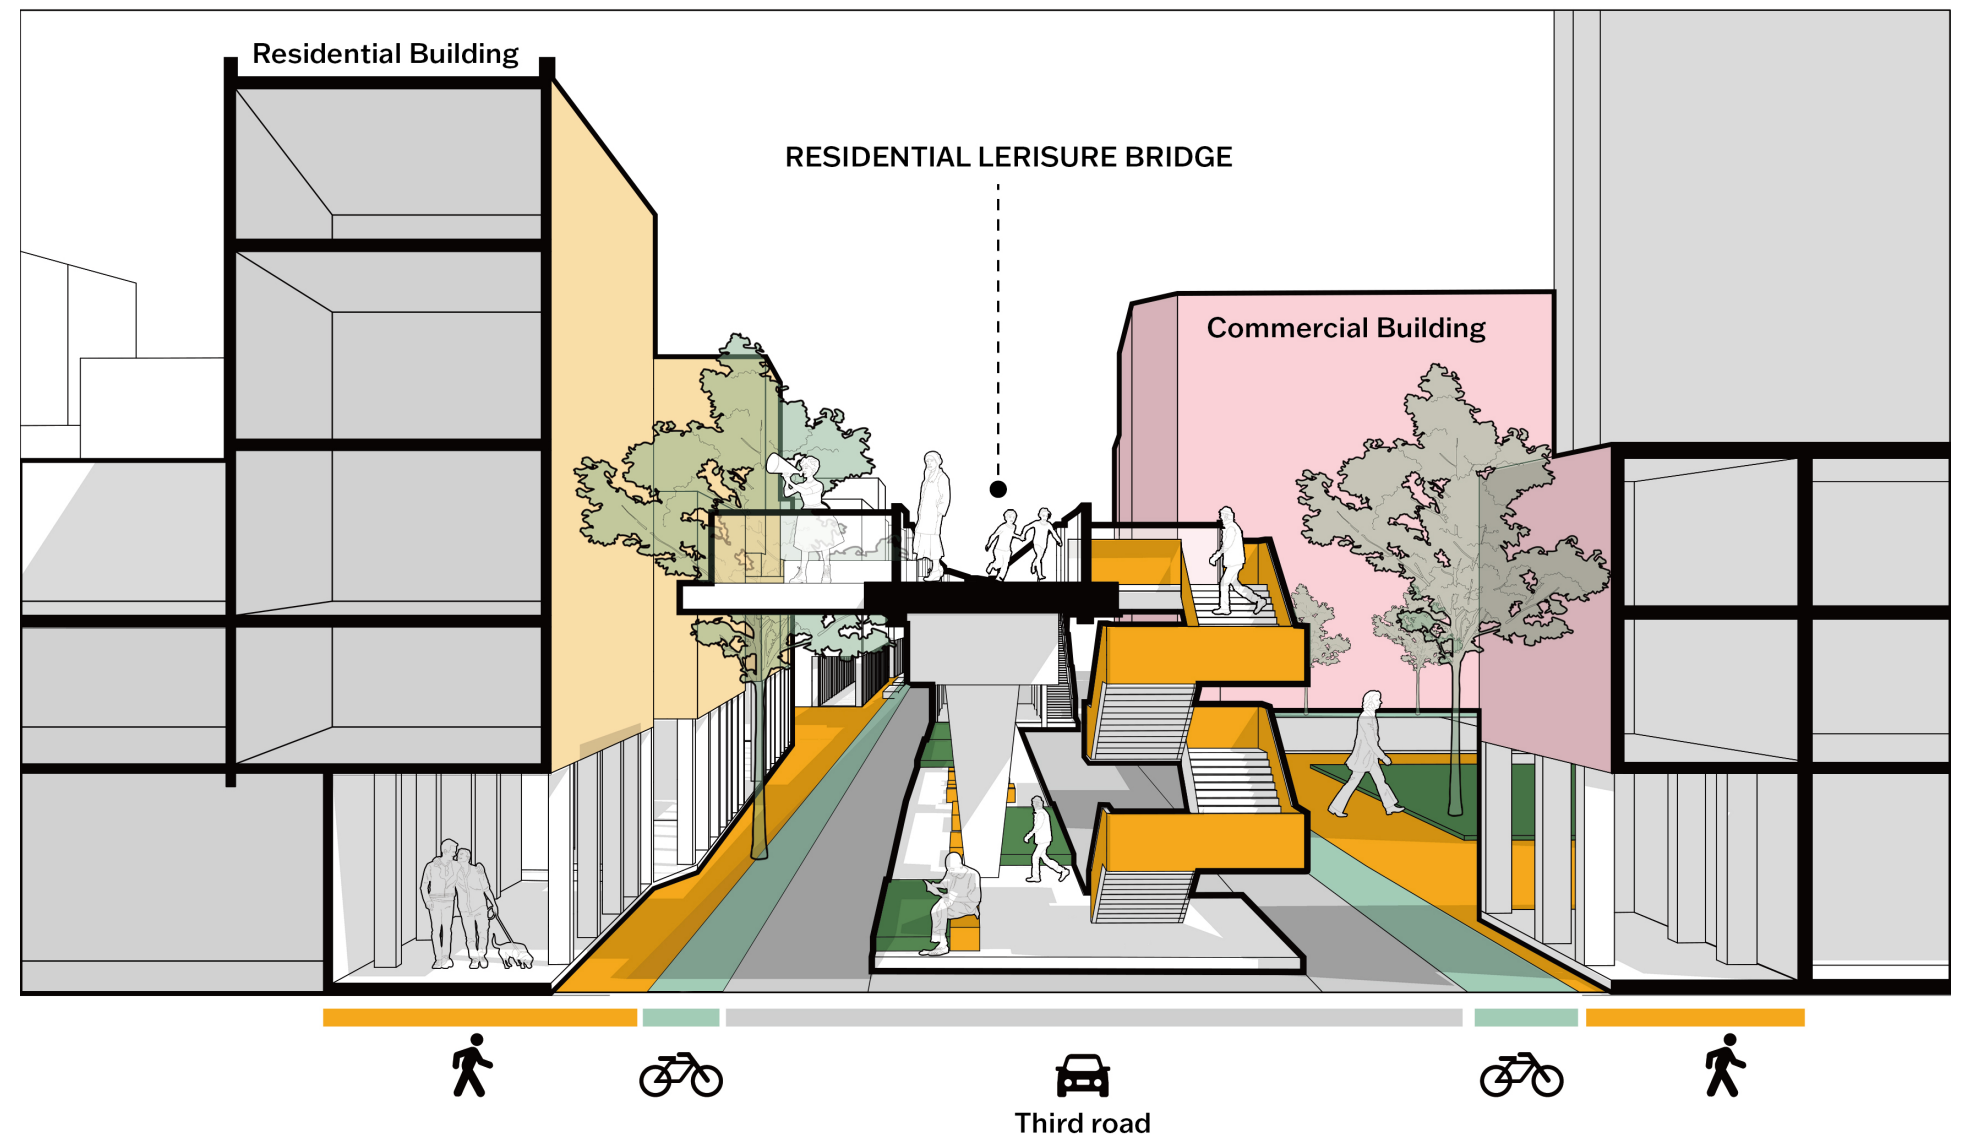 Residential Building
RESIDENTIAL LERISURE BRIDGE
Commercial Building
Third road